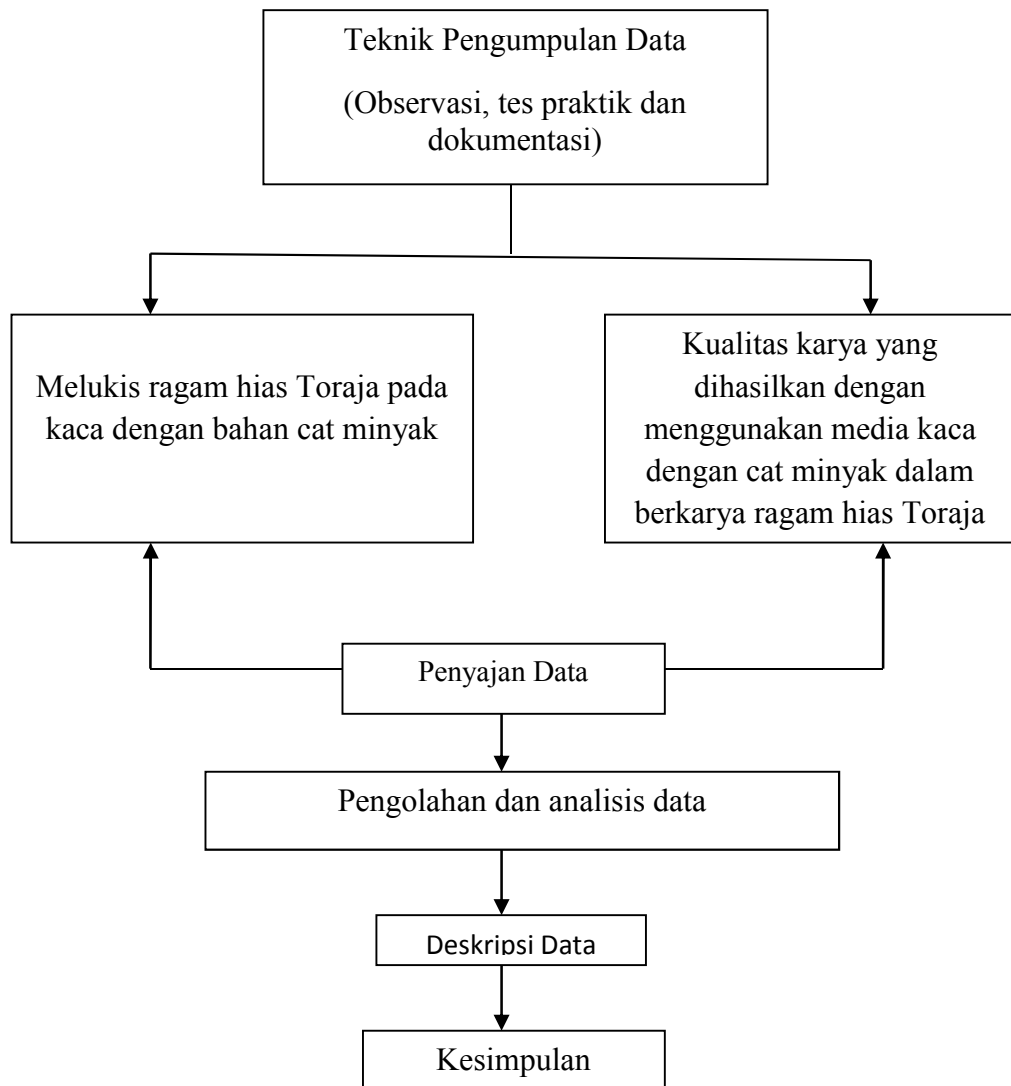 Teknik Pengumpulan Data
(Observasi, tes praktik dan
dokumentasi)
Melukis ragam hias Toraja pada
kaca dengan bahan cat minyak
Kualitas karya yang
dihasilkan dengan
menggunakan media kaca
dengan cat minyak dalam
berkarya ragam hias Toraja
Penyajan Data
Pengolahan dan analisis data
Deskripsi Data
Kesimpulan